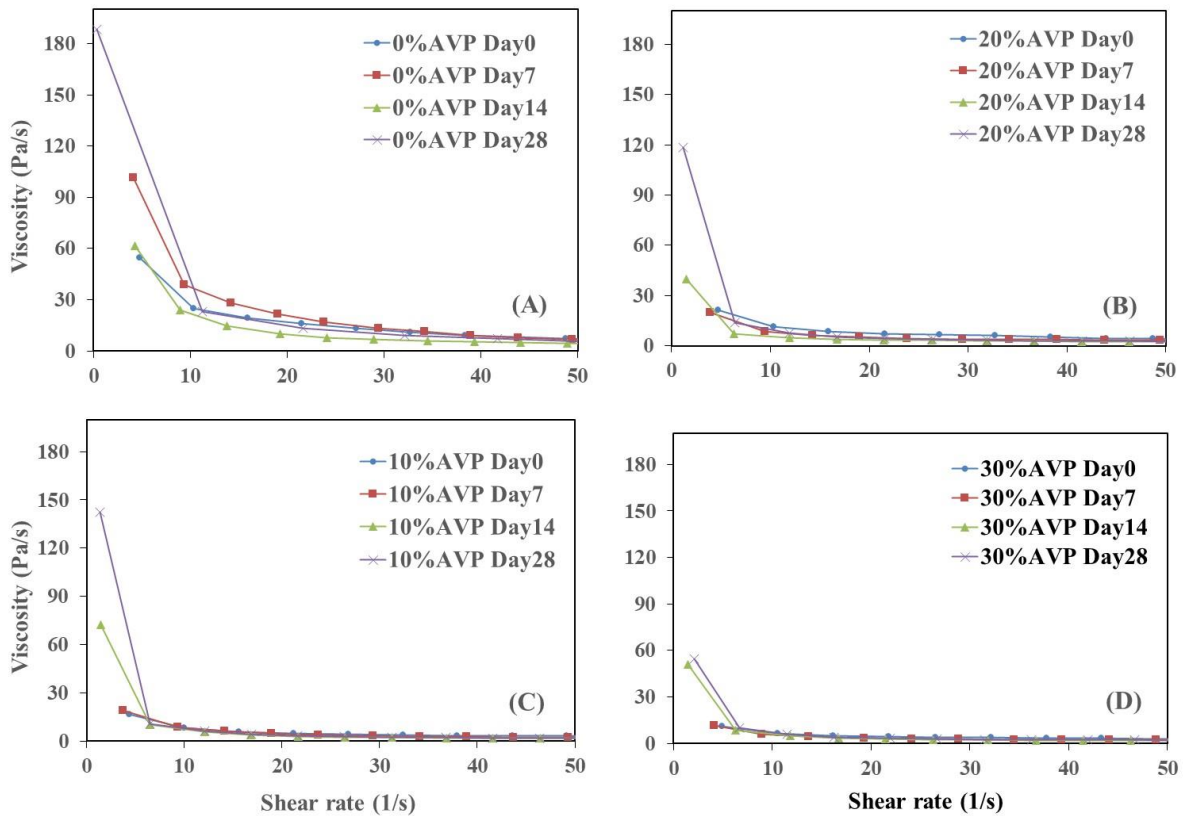 180
150
120
90
60
30
0
Viscosity (Pa/s)
0 10 20 30 40 50
0%AVP Day0
0%AVP Day7
0%AVP Day14
0%AVP Day28
(A)
180
150
120
90
60
30
0
0 10 20 30 40 50
20%AVP Day0
20%AVP Day7
20%AVP Day14
20%AVP Day28
(B)
180
150
120
90
60
30
0
Viscosity (Pa/s)
0 10 20 30 40 50
Shear rate (1/s)
10%AVP Day0
10%AVP Day7
10%AVP Day14
10%AVP Day28
(C)
180
150
120
90
60
30
0
0 10 20 30 40 50
Shear rate (1/s)
30%AVP Day0
30%AVP Day7
30%AVP Day14
30%AVP Day28
(D)